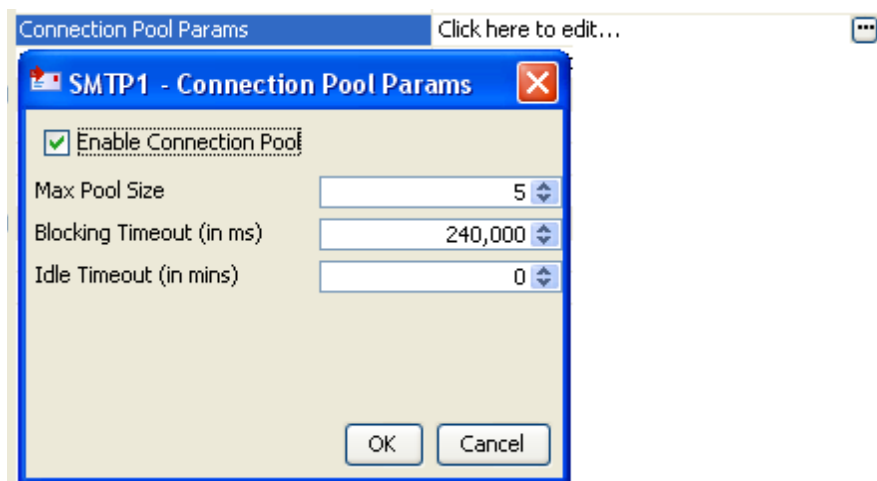 Connection Pool Params Click here to edit...
SMTP1 - Connection Pool Params
Enable Connection Pool
Max Pool Size 5
Blocking Timeout (in ms) 240,000
Idle Timeout (in mins) 0
OK Cancel